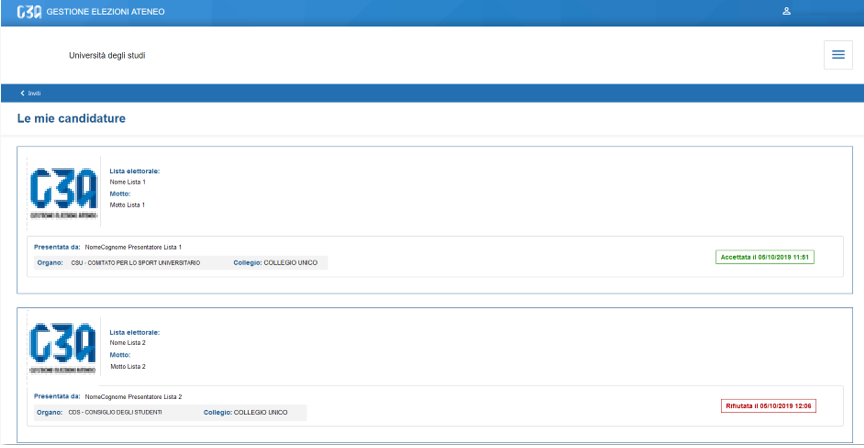 G3A GESTIONE ELEZIONI ATENEO
Università degli studi
Inviti
Le mie candidature
G3A
GESTIONE ELEZIONI ATENEO
Lista elettorale:
Nome Lista 1
Motto:
Motto Lista 1
Presentata da: NomeCognome Presentatore Lista 1
Organo: CSU - COMITATO PER LO SPORT UNIVERSITARIO Collegio: COLLEGIO UNICO
Accettata il 05/10/2019 11:51
G3A
GESTIONE ELEZIONI ATENEO
Lista elettorale:
Nome Lista 2
Motto:
Motto Lista 2
Presentata da: NomeCognome Presentatore Lista 2
Organo: CDS - CONSIGLIO DEGLI STUDENTI Collegio: COLLEGIO UNICO
Rifiutata il 05/10/2019 12:06